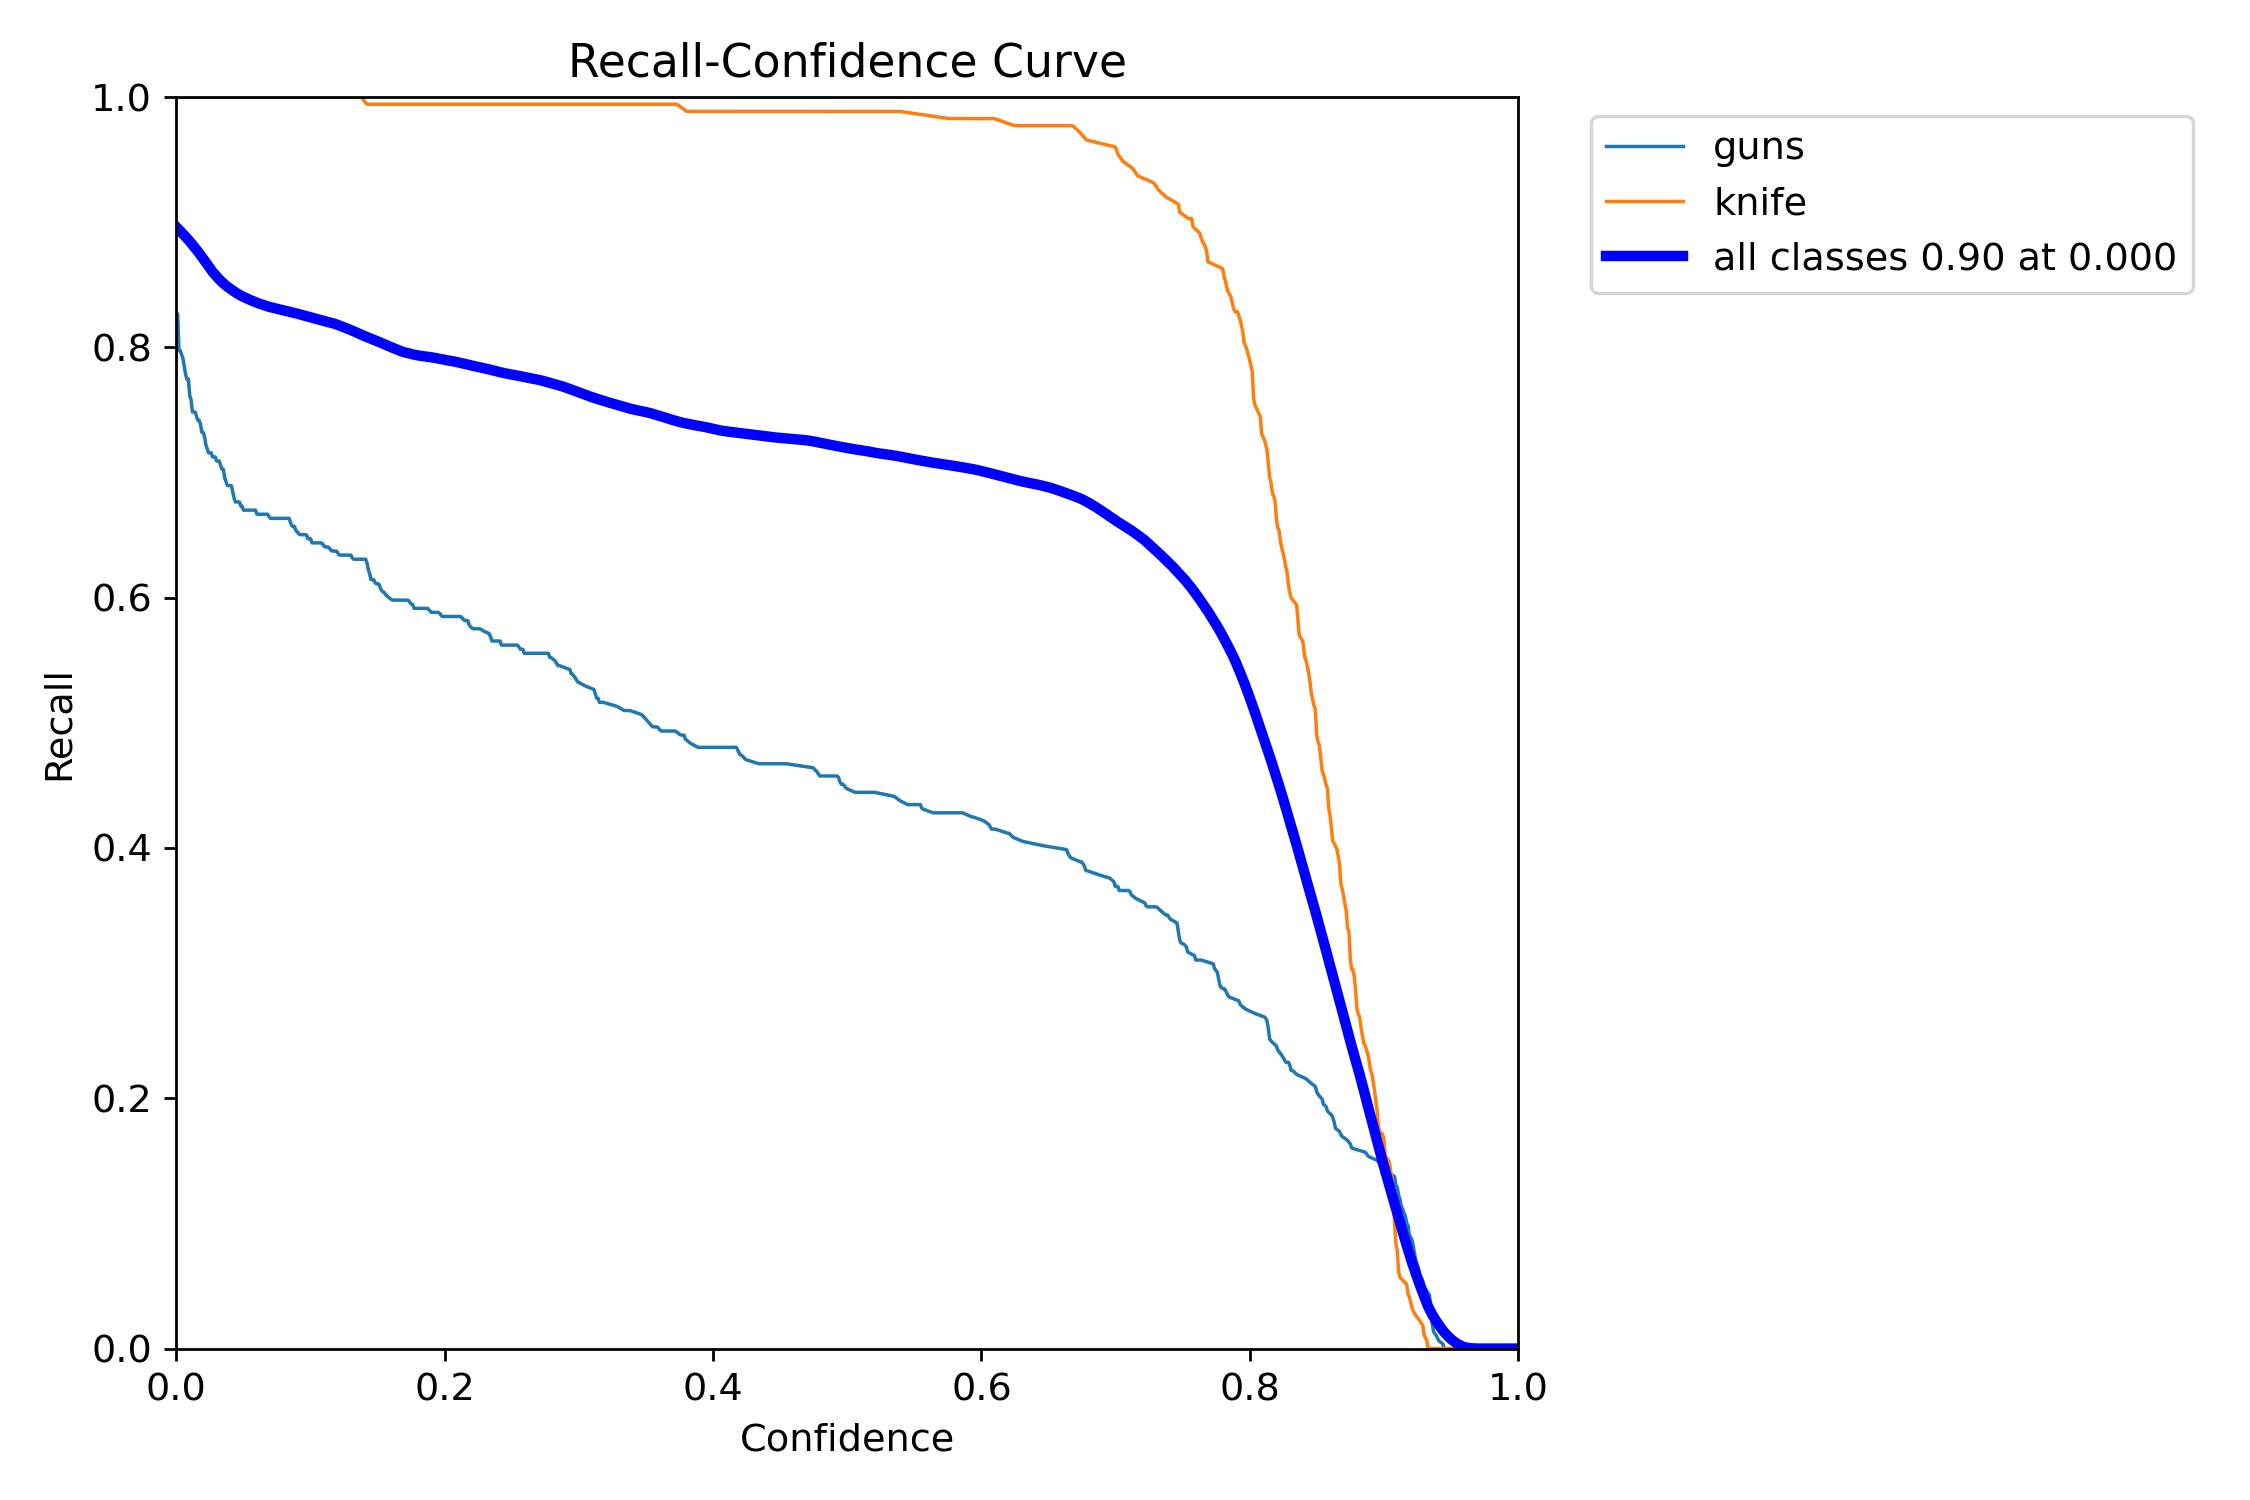 Recall-Confidence Curve
1.0
0.8
0.6
0.4
0.2
0.0
Recall
0.0 0.2 0.4 0.6 0.8 1.0
Confidence
guns
knife
all classes 0.90 at 0.000